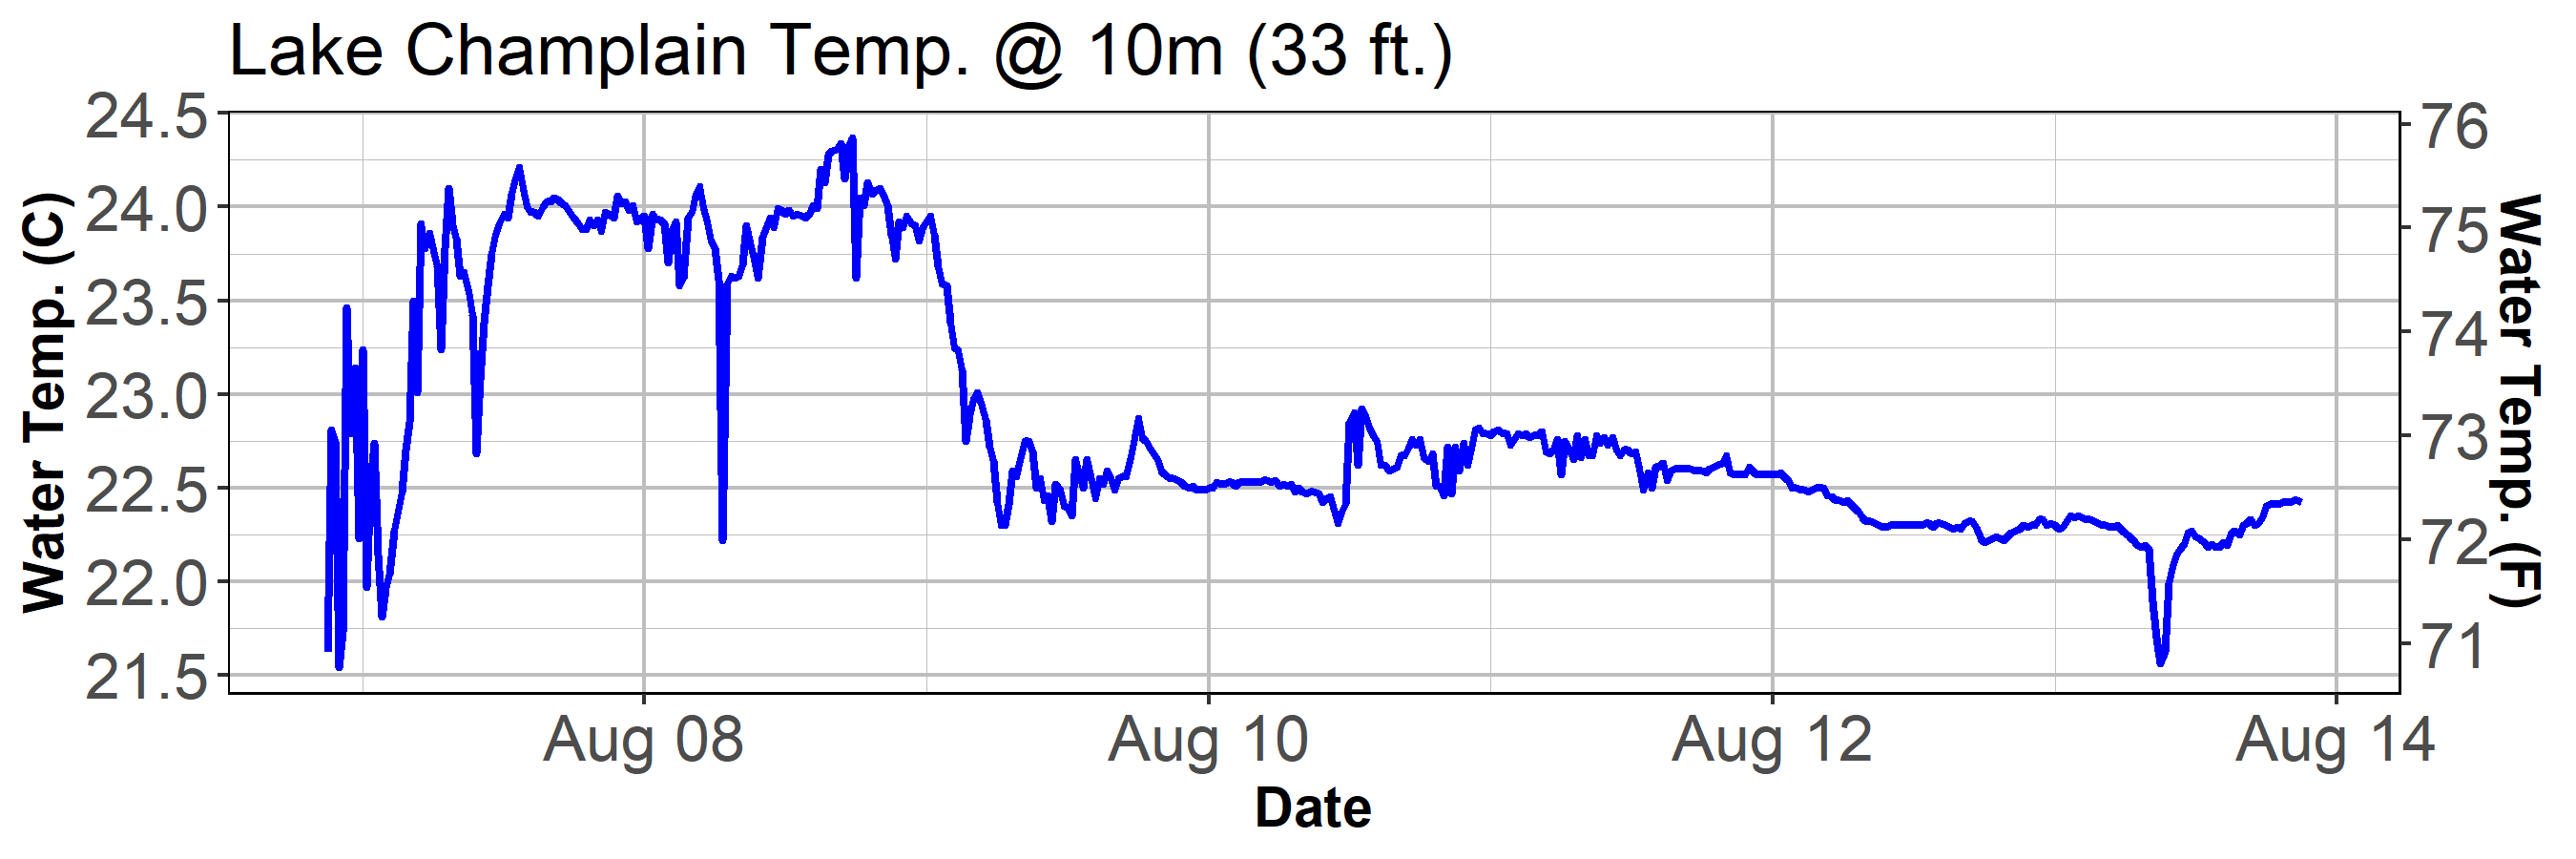 Lake Champlain Temp. @ 10m (33 ft.)
Water Temp. (C)
24.5
24.0
23.5
23.0
22.5
22.0
21.5
76
75
74
73
72
71
Water Temp. (F)
Aug 08
Aug 10
Aug 12
Aug 14
Date